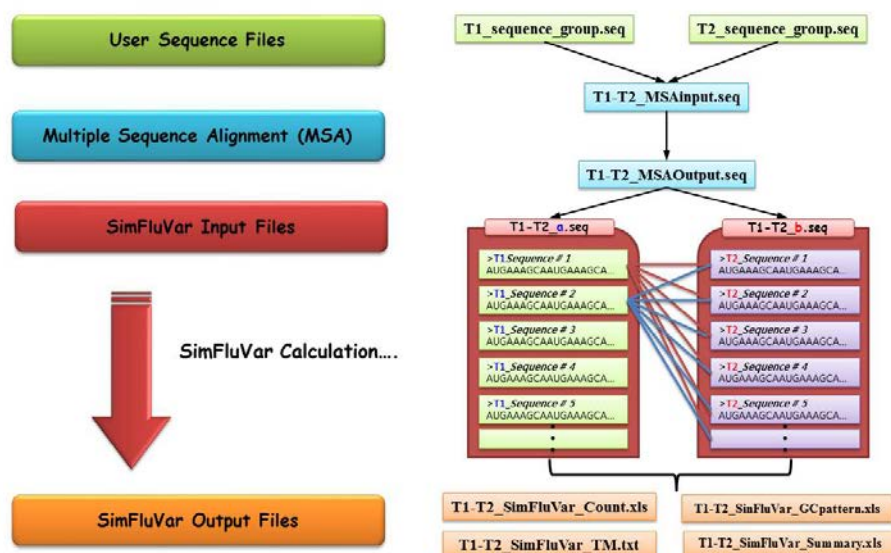 User Sequence Files
Multiple Sequence Alignment (MSA)
SimFluVar Input Files
SimFluVar Calculation....
SimFluVar Output Files
T1_sequence_group.seq
T2_sequence_group.seq
T1-T2_MSAinput.seq
T1-T2_MSAOutput.seq
T1-T2_a.seq
>T1_Sequence # 1
AUGAAAGCAAUGAAAGCA...
>T1_Sequence # 2
AUGAAAGCAAUGAAAGCA...
>T1_Sequence # 3
AUGAAAGCAAUGAAAGCA...
>T1_Sequence # 4
AUGAAAGCAAUGAAAGCA...
>T1_Sequence # 5
AUGAAAGCAAUGAAAGCA...
T1-T2_b.seq
>T2_Sequence # 1
AUGAAAGCAAUGAAAGCA...
>T2_Sequence # 2
AUGAAAGCAAUGAAAGCA...
>T2_Sequence # 3
AUGAAAGCAAUGAAAGCA...
>T2_Sequence # 4
AUGAAAGCAAUGAAAGCA...
>T2_Sequence # 5
AUGAAAGCAAUGAAAGCA...
T1-T2_SimFluVar_Count.xls
T1-T2_SinFluVar_GCpattern.xls
T1-T2_SimFluVar_TM.txt
T1-T2_SimFluVar_Summary.xls